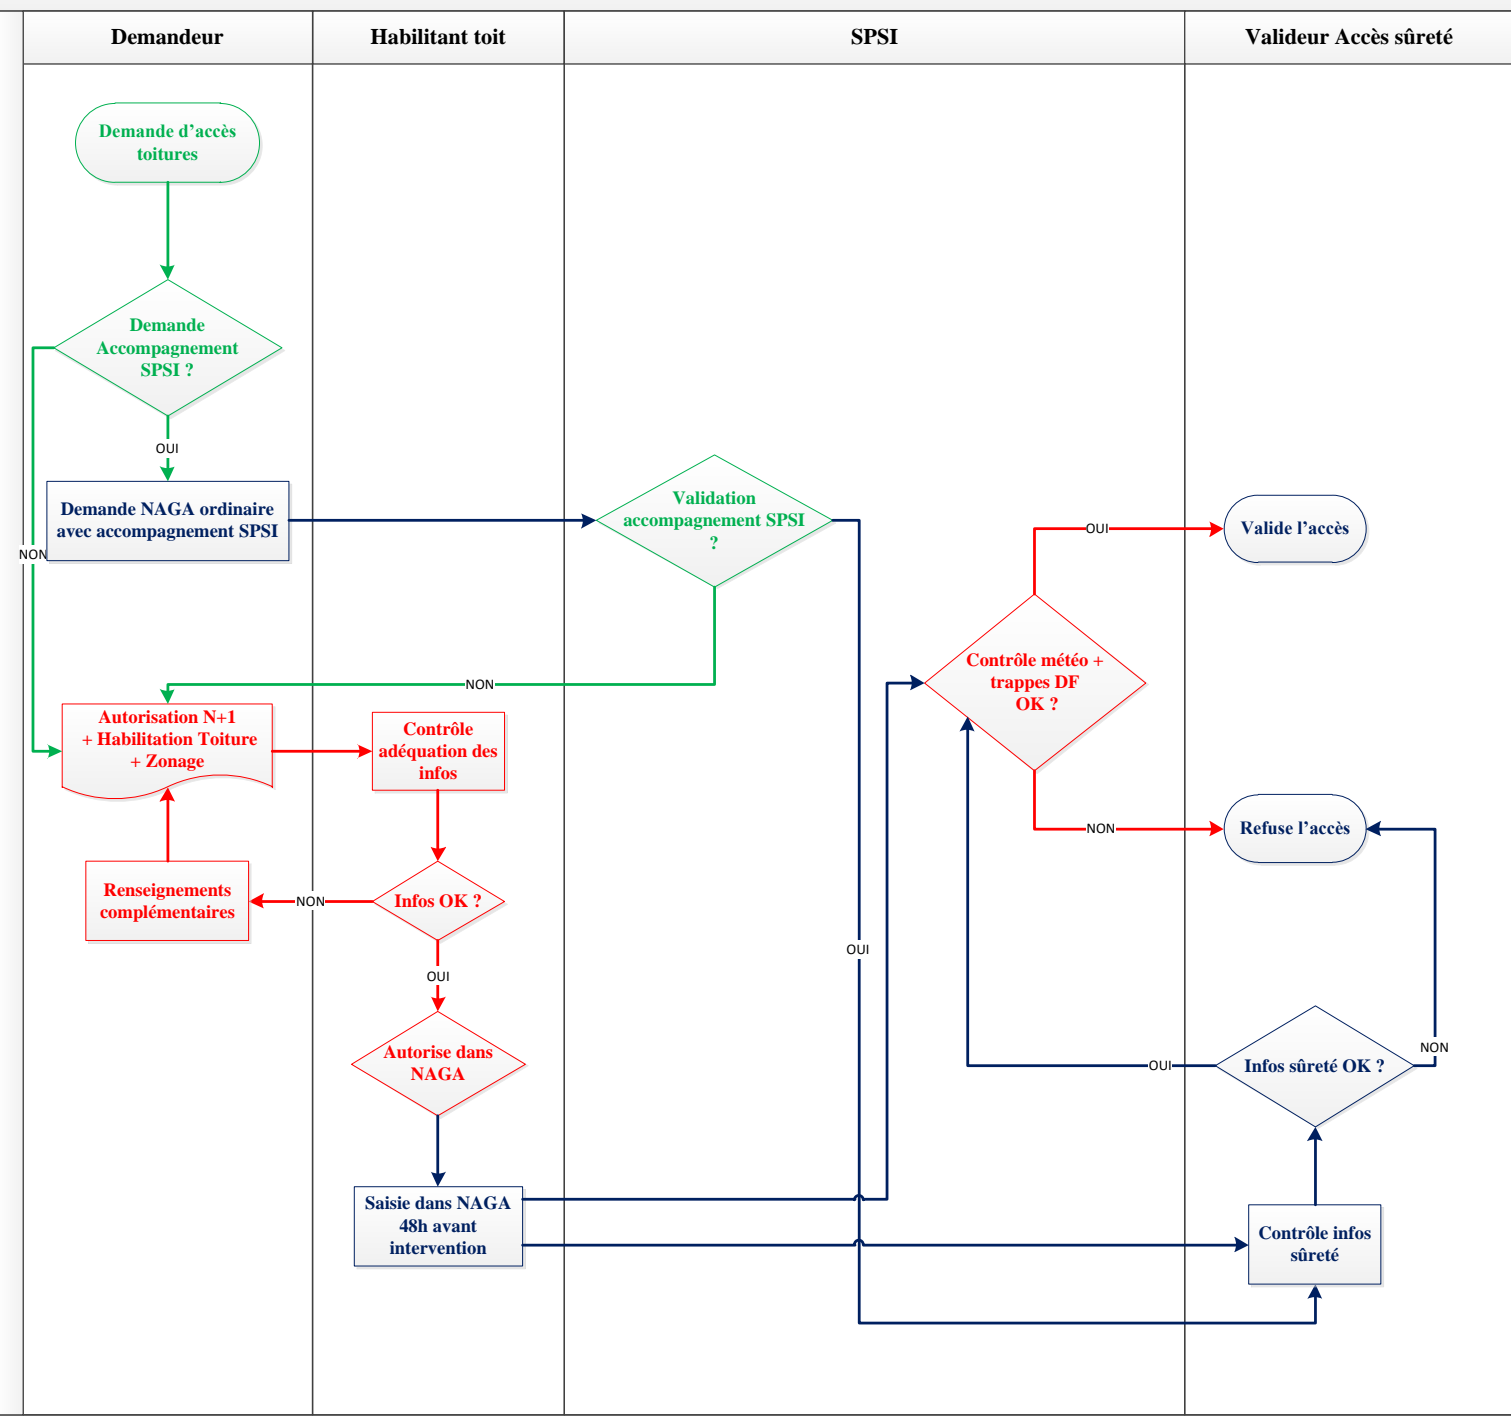 Demandeur
Habilitant toit
SPSI
Valideur Accès sûreté
Demande d’accès
toitures
Demande
Accompagnement
SPSI ?
OUI
NON
Demande NAGA ordinaire
avec accompagnement SPSI
Validation
accompagnement SPSI
?
NON
OUI
Autorisation N+1
+ Habilitation Toiture
+ Zonage
Contrôle
adéquation des
infos
Infos OK ?
NON
Renseignements
complémentaires
OUI
Autorise dans
NAGA
Saisie dans NAGA
48h avant
intervention
Contrôle météo +
trappes DF
OK ?
OUI
Valide l’accès
NON
Refuse l’accès
Infos sûreté OK ?
OUI
NON
Contrôle infos
sûreté